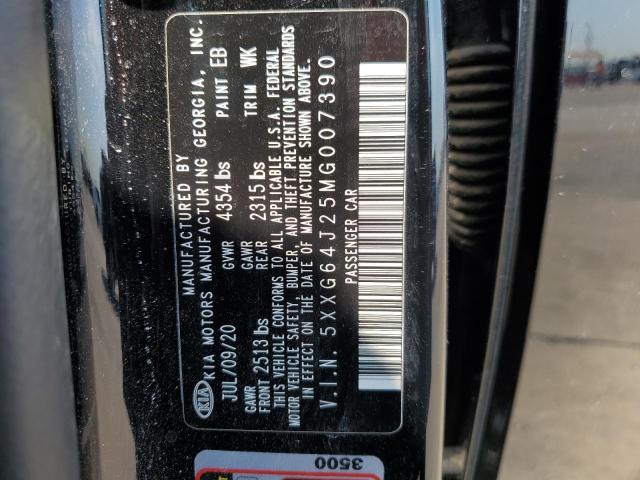 MANUFACTURED BY
KIA KIA MOTORS MANUFACTURING GEORGIA, INC.
JUL/09/20 GVWR 4354 lbs PAINT EB
GAWR FRONT 2513 lbs GAWR REAR 2315 lbs TRIM WK
THIS VEHICLE CONFORMS TO ALL APPLICABLE U.S.A. FEDERAL
MOTOR VEHICLE SAFETY, BUMPER, AND THEFT PREVENTION STANDARDS
IN EFFECT ON THE DATE OF MANUFACTURE SHOWN ABOVE.
V.I.N. 5XXG64J25MG007390
PASSENGER CAR
3500